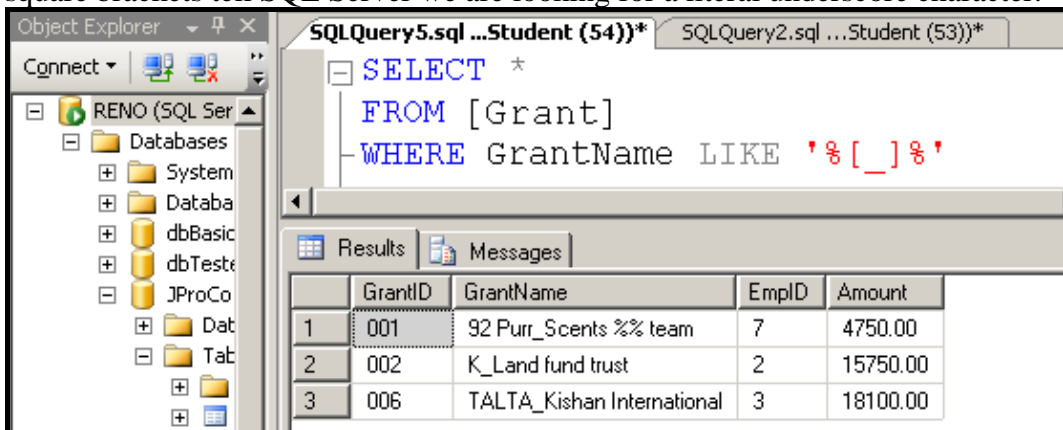 square brackets tell SQL Server we are looking for a literal underscore character.
Object Explorer
SQLQuery5.sql ...Student (54))*
SQLQuery2.sql ...Student (53))*
Connect
RENO (SQL Ser
Databases
System
Databa
dbBasic
dbTeste
JProCo
Dat
Tab
SELECT *
FROM [Grant]
WHERE GrantName LIKE '%[_]%'
Results
Messages
GrantID GrantName EmpID Amount
1 001 92 Purr_Scents %% team 7 4750.00
2 002 K_Land fund trust 2 15750.00
3 006 TALTA_Kishan International 3 18100.00